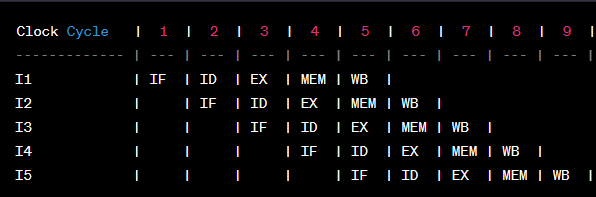 Clock Cycle | 1 | 2 | 3 | 4 | 5 | 6 | 7 | 8 | 9 |
------------- | --- | --- | --- | --- | --- | --- | --- | --- | --- |
I1 | IF | ID | EX | MEM | WB |
I2 | | IF | ID | EX | MEM | WB |
I3 | | | IF | ID | EX | MEM | WB |
I4 | | | | IF | ID | EX | MEM | WB |
I5 | | | | | IF | ID | EX | MEM | WB |